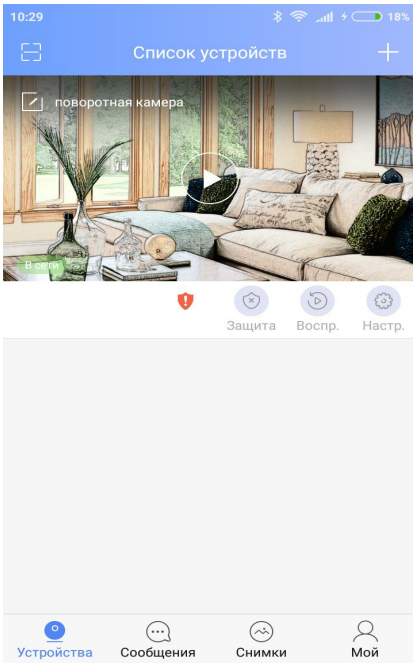 10:29 18%
Список устройств
поворотная камера
В сети
Защита Воспр. Настр.
Устройства Сообщения Снимки Мой